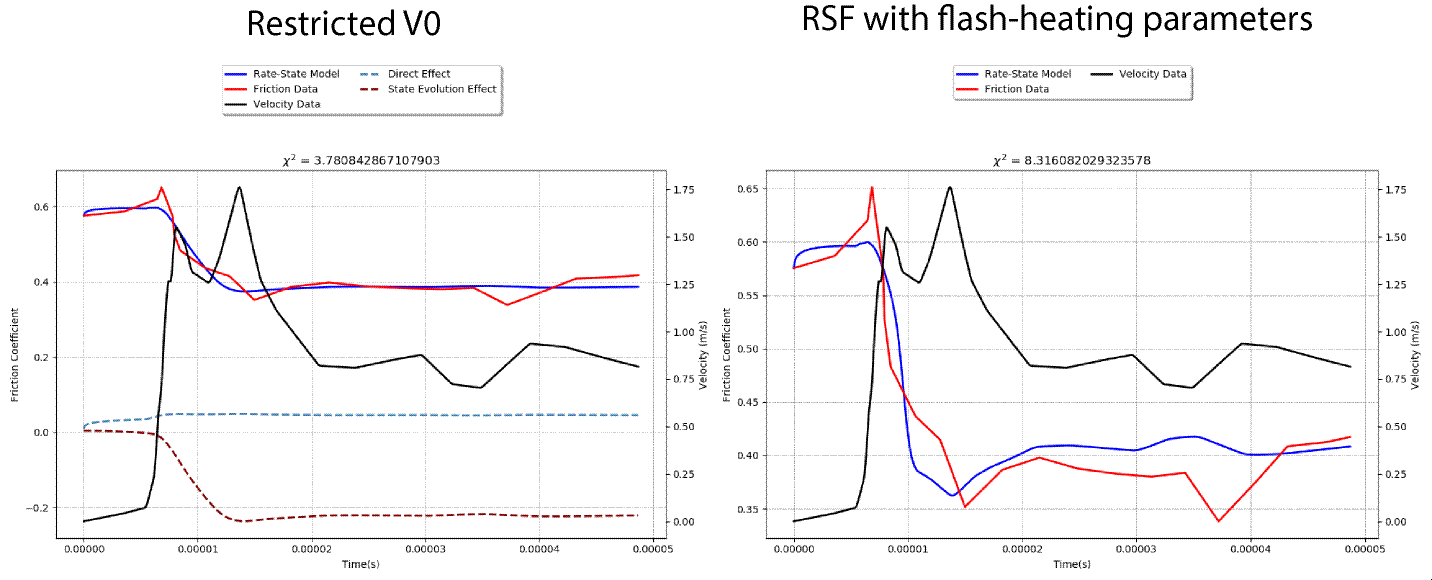 Restricted V0
Rate-State Model
Friction Data
Velocity Data
Direct Effect
State Evolution Effect
χ² = 3.780842867107903
Friction Coefficient
0.6
0.4
0.2
0.0
−0.2
1.75
1.50
1.25
1.00
0.75
0.50
0.25
0.00
Velocity (m/s)
0.00000 0.00001 0.00002 0.00003 0.00004 0.00005
Time(s)
RSF with flash-heating parameters
Rate-State Model
Friction Data
Velocity Data
χ² = 8.316082029323578
Friction Coefficient
0.65
0.60
0.55
0.50
0.45
0.40
0.35
1.75
1.50
1.25
1.00
0.75
0.50
0.25
0.00
Velocity (m/s)
0.00000 0.00001 0.00002 0.00003 0.00004 0.00005
Time(s)